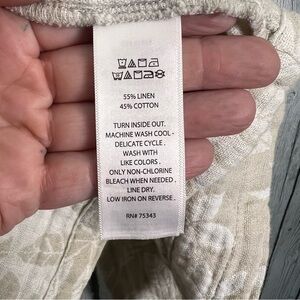 55% LINEN
45% COTTON
TURN INSIDE OUT.
MACHINE WASH COOL -
DELICATE CYCLE .
WASH WITH
LIKE COLORS .
ONLY NON-CHLORINE
BLEACH WHEN NEEDED .
LINE DRY.
LOW IRON ON REVERSE .
RN# 75343